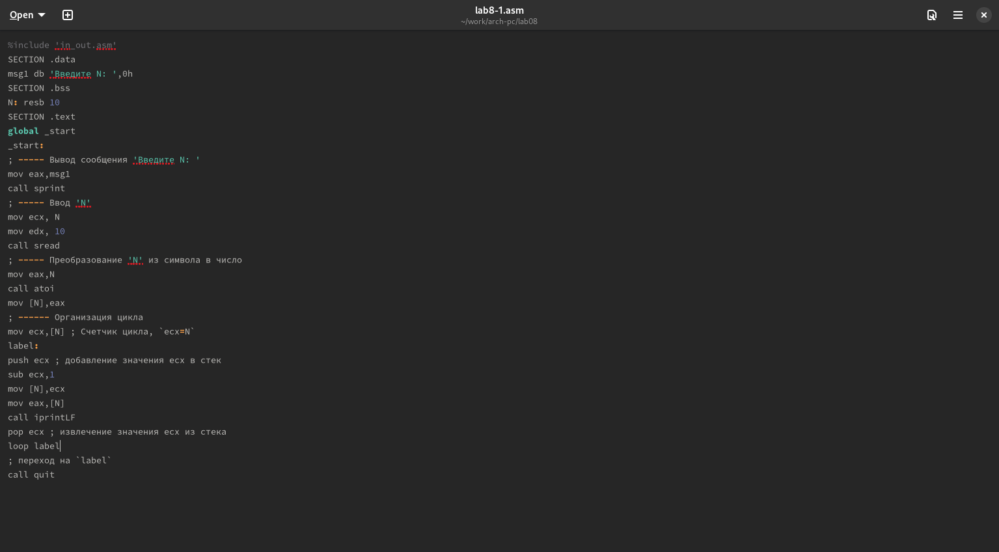 Open
lab8-1.asm
~/work/arch-pc/lab08
%include 'in_out.asm'
SECTION .data
msg1 db 'Введите N: ',0h
SECTION .bss
N: resb 10
SECTION .text
global _start
_start:
; ----- Вывод сообщения 'Введите N: '
mov eax,msg1
call sprint
; ----- Ввод 'N'
mov ecx, N
mov edx, 10
call sread
; ----- Преобразование 'N' из символа в число
mov eax,N
call atoi
mov [N],eax
; ------ Организация цикла
mov ecx,[N] ; Счетчик цикла, `ecx=N`
label:
push ecx ; добавление значения ecx в стек
sub ecx,1
mov [N],ecx
mov eax,[N]
call iprintLF
pop ecx ; извлечение значения ecx из стека
loop label
; переход на `label`
call quit